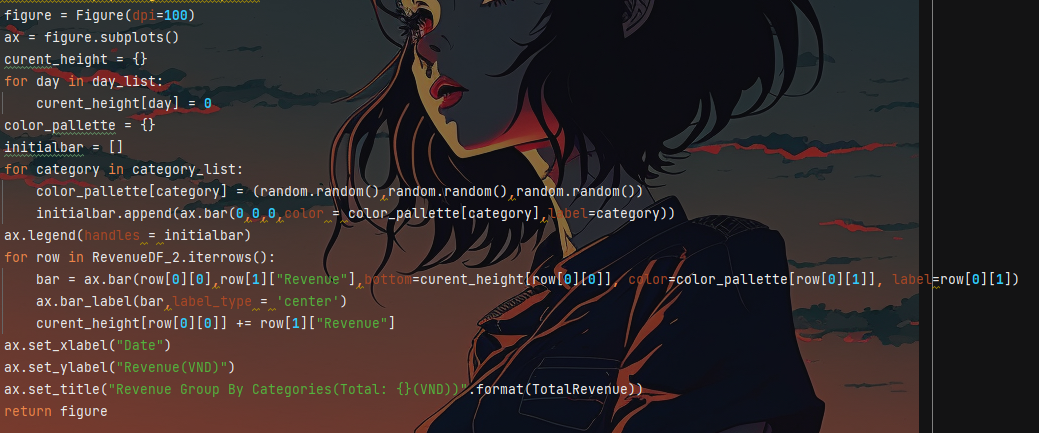 figure = Figure(dpi=100)
ax = figure.subplots()
curent_height = {}
for day in day_list:
    curent_height[day] = 0
color_pallette = {}
initialbar = []
for category in category_list:
    color_pallette[category] = (random.random(),random.random(),random.random())
    initialbar.append(ax.bar(0,0,0,color = color_pallette[category],label=category))
ax.legend(handles = initialbar)
for row in RevenueDF_2.iterrows():
    bar = ax.bar(row[0][0],row[1]["Revenue"],bottom=curent_height[row[0][0]], color=color_pallette[row[0][1]], label=row[0][1])
    ax.bar_label(bar,label_type = 'center')
    curent_height[row[0][0]] += row[1]["Revenue"]
ax.set_xlabel("Date")
ax.set_ylabel("Revenue(VND)")
ax.set_title("Revenue Group By Categories(Total: {}(VND))".format(TotalRevenue))
return figure